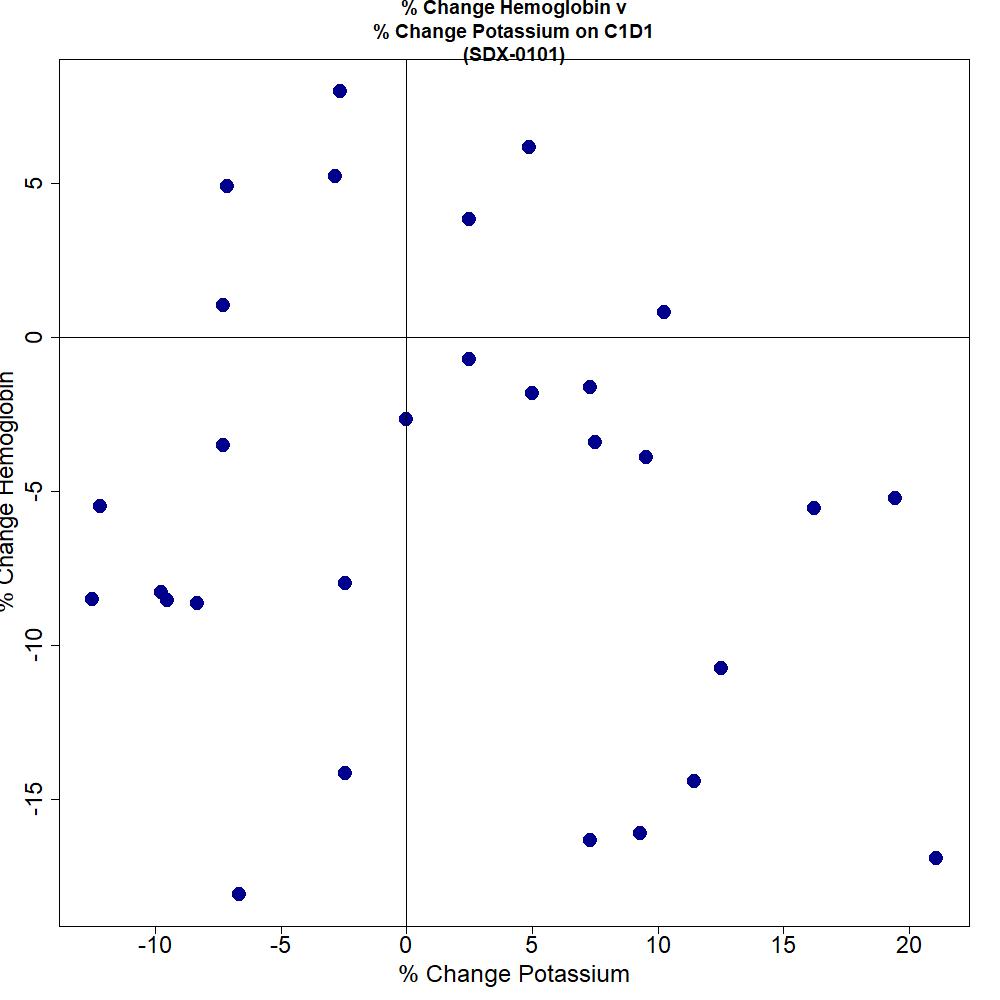 % Change Hemoglobin v
% Change Potassium on C1D1
(SDX-0101)
5
0
-5
-10
-15
% Change Hemoglobin
-10
-5
0
5
10
15
20
% Change Potassium